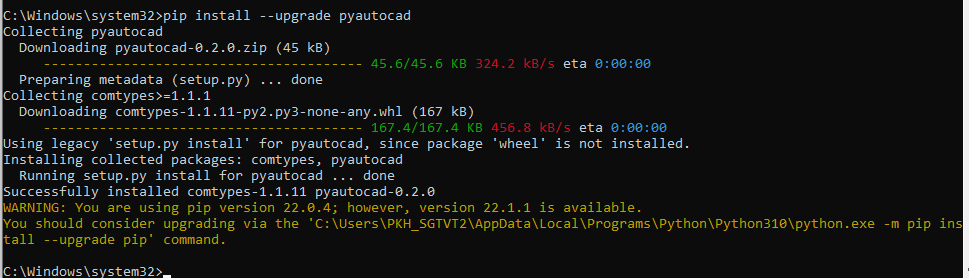 C:\Windows\system32>pip install --upgrade pyautocad
Collecting pyautocad
  Downloading pyautocad-0.2.0.zip (45 kB)
     ---------------------------------------- 45.6/45.6 KB 324.2 kB/s eta 0:00:00
  Preparing metadata (setup.py) ... done
Collecting comtypes>=1.1.1
  Downloading comtypes-1.1.11-py2.py3-none-any.whl (167 kB)
     ---------------------------------------- 167.4/167.4 KB 456.8 kB/s eta 0:00:00
Using legacy 'setup.py install' for pyautocad, since package 'wheel' is not installed.
Installing collected packages: comtypes, pyautocad
  Running setup.py install for pyautocad ... done
Successfully installed comtypes-1.1.11 pyautocad-0.2.0
WARNING: You are using pip version 22.0.4; however, version 22.1.1 is available.
You should consider upgrading via the 'C:\Users\PKH_SGTVT2\AppData\Local\Programs\Python\Python310\python.exe -m pip ins
tall --upgrade pip' command.
C:\Windows\system32>